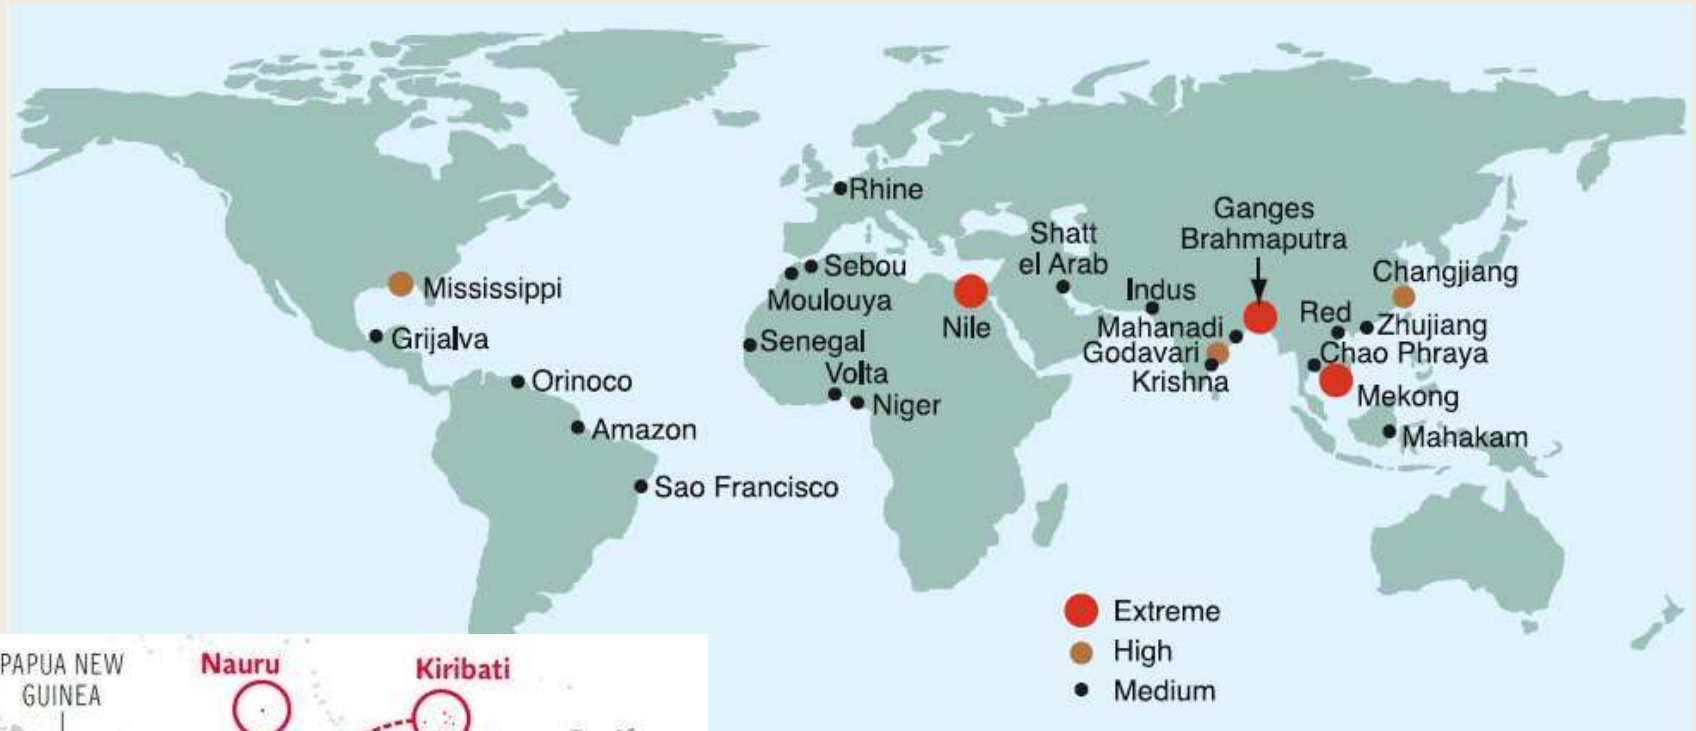 Rhine
Ganges
Brahmaputra
Shatt
el Arab
Sebou
Changjiang
Mississippi
Moulouya
Indus
Nile
Red
Mahanadi
Zhujiang
Grijalva
Senegal
Godavari
Chao Phraya
Volta
Krishna
Orinoco
Niger
Mekong
Amazon
Mahakam
Sao Francisco
Extreme
High
Medium
PAPUA NEW
GUINEA
Nauru
Kiribati